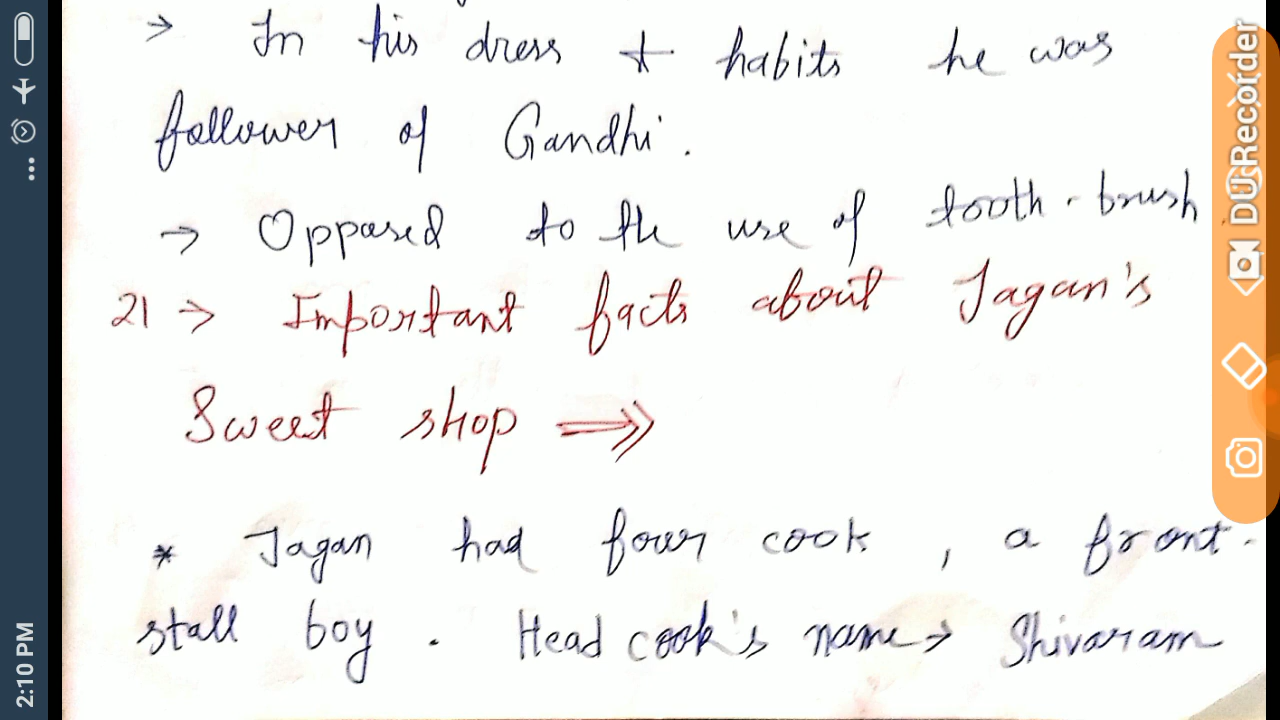 → In his dress + habits he was
follower of Gandhi.
→ Opposed to the use of tooth-brush.
21 → Important facts about Jagan's
Sweet shop ⇒
* Jagan had four cook, a front-
stall boy. Head cook's name → Shivaram
DU Recorder
2:10 PM